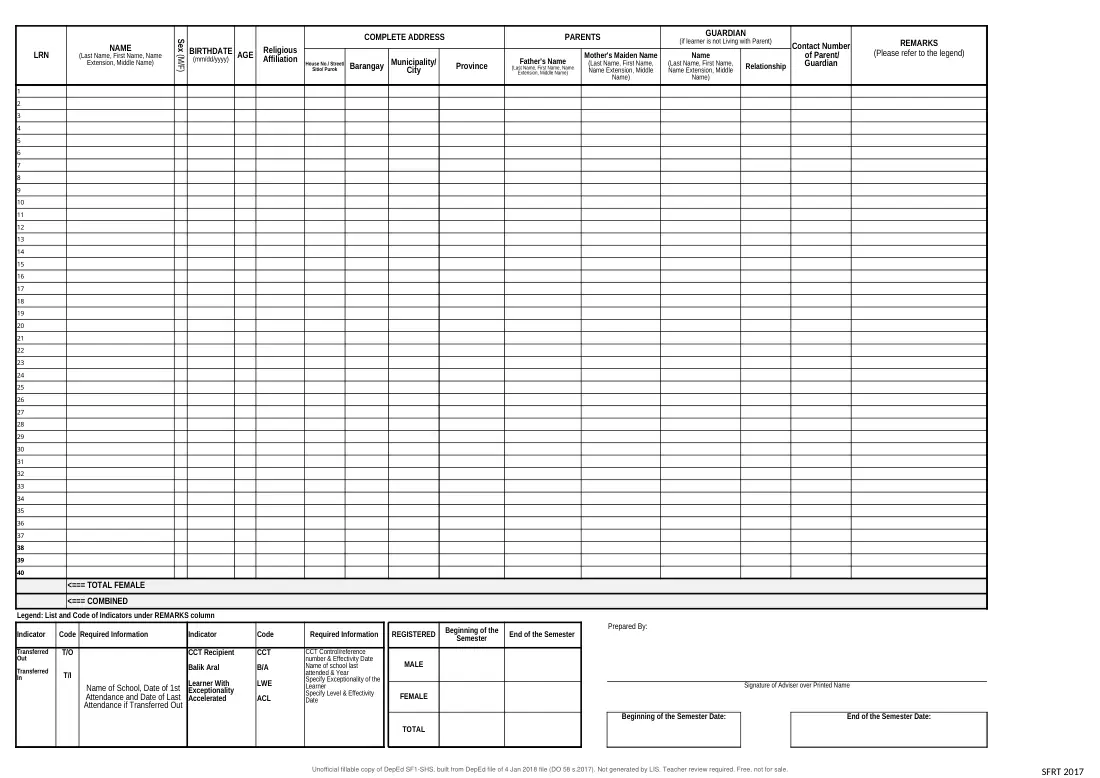 LRN
NAME
(Last Name, First Name, Name
Extension, Middle Name)
Sex (M/F)
BIRTHDATE
(mm/dd/yyyy)
AGE
Religious
Affiliation
COMPLETE ADDRESS
House No./ Street/
Sitio/ Purok
Barangay
Municipality/
City
Province
PARENTS
Father's Name
(Last Name, First Name, Name
Extension, Middle Name)
Mother's Maiden Name
(Last Name, First Name,
Name Extension, Middle
Name)
GUARDIAN
(if learner is not Living with Parent)
Name
(Last Name, First Name,
Name Extension, Middle
Name)
Relationship
Contact Number
of Parent/
Guardian
REMARKS
(Please refer to the legend)
1
2
3
4
5
6
7
8
9
10
11
12
13
14
15
16
17
18
19
20
21
22
23
24
25
26
27
28
29
30
31
32
33
34
35
36
37
38
39
40
<=== TOTAL FEMALE
<=== COMBINED
Legend: List and Code of Indicators under REMARKS column
Indicator Code Required Information Indicator Code Required Information
Transferred
Out
T/O
Transferred
In
T/I
Name of School, Date of 1st
Attendance and Date of Last
Attendance if Transferred Out
CCT Recipient
Balik Aral
Learner With
Exceptionality
Accelerated
CCT
B/A
LWE
ACL
CCT Control/reference
number & Effectivity Date
Name of school last
attended & Year
Specify Exceptionality of the
Learner
Specify Level & Effectivity
Date
REGISTERED
Beginning of the
Semester
End of the Semester
MALE
FEMALE
TOTAL
Prepared By:
Signature of Adviser over Printed Name
Beginning of the Semester Date:
End of the Semester Date:
Unofficial fillable copy of DepEd SF1-SHS, built from DepEd file of 4 Jan 2018 file (DO 58 s.2017). Not generated by LIS. Teacher review required. Free, not for sale.
SFRT 2017